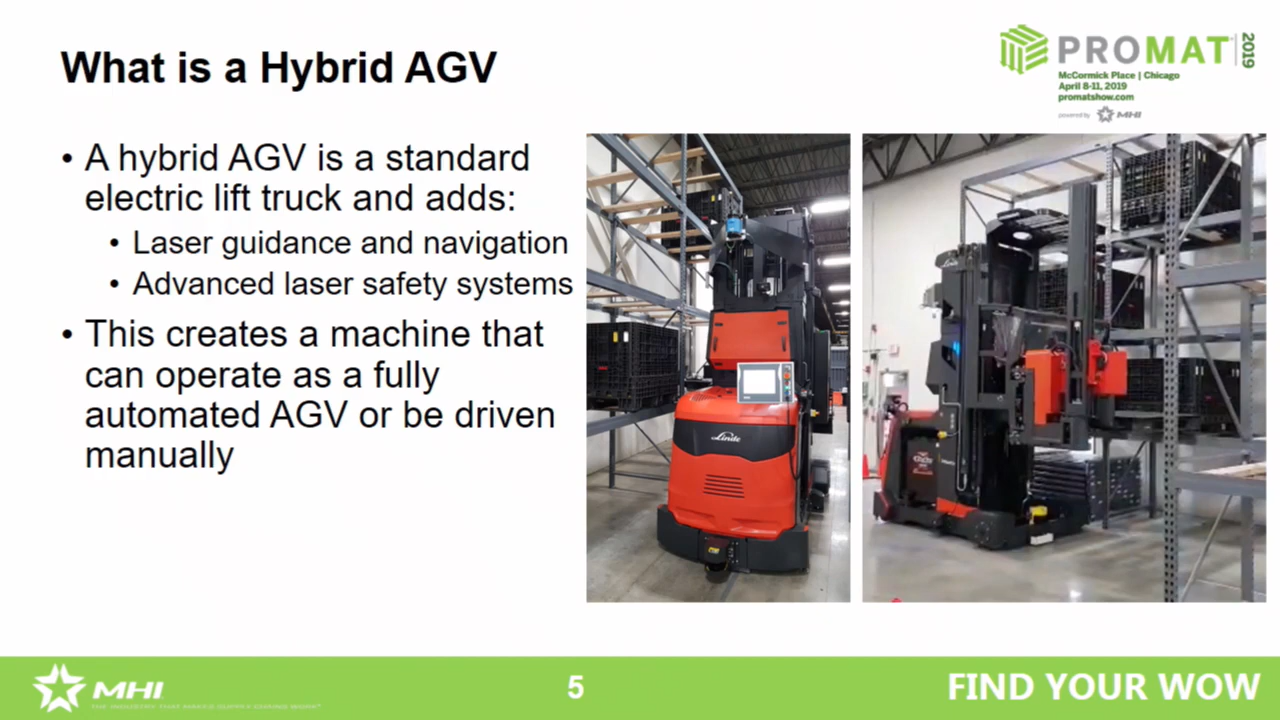 What is a Hybrid AGV
PROMAT
2019
McCormick Place | Chicago
April 8-11, 2019
promatshow.com
powered by MHI
• A hybrid AGV is a standard
electric lift truck and adds:
• Laser guidance and navigation
• Advanced laser safety systems
• This creates a machine that
can operate as a fully
automated AGV or be driven
manually
Linde
Linde
MHI
5
FIND YOUR WOW